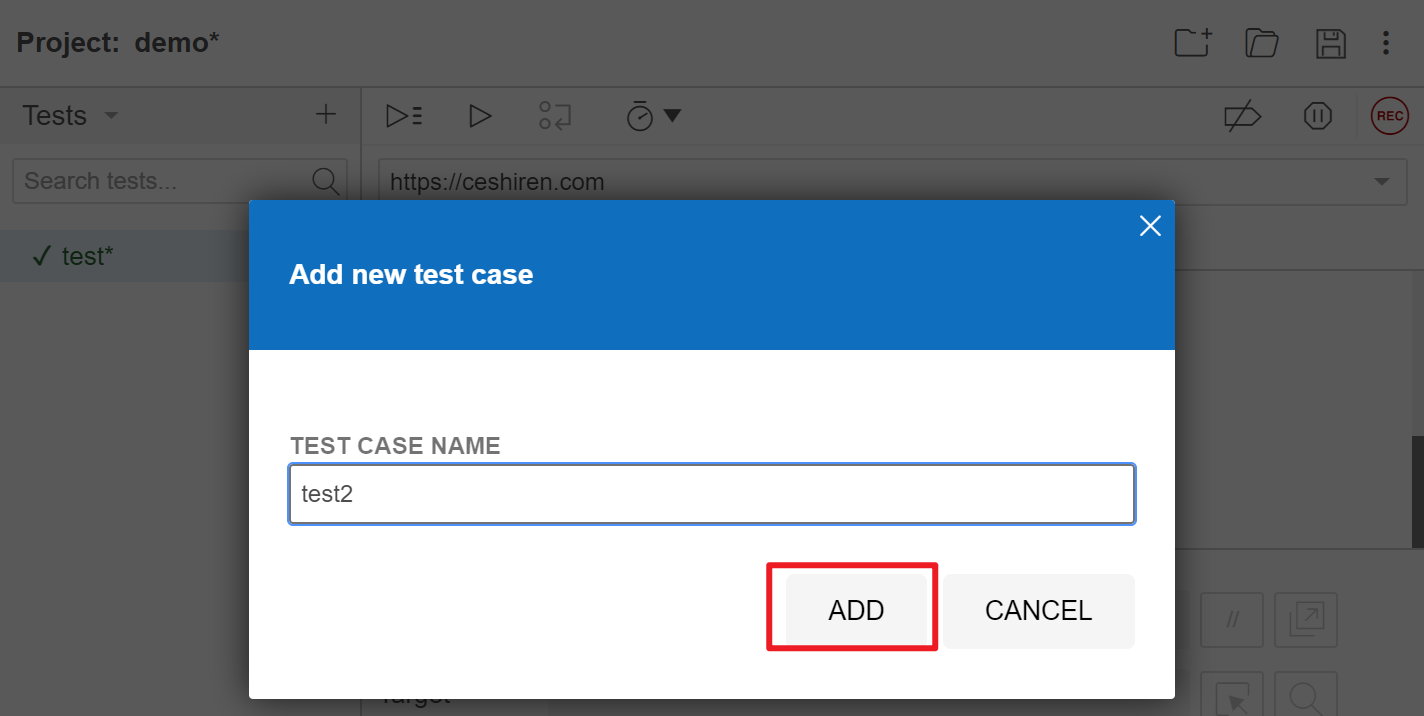 Project: demo*
Tests
REC
Search tests...
https://ceshiren.com
✓ test*
Add new test case
TEST CASE NAME
test2
ADD
CANCEL
//